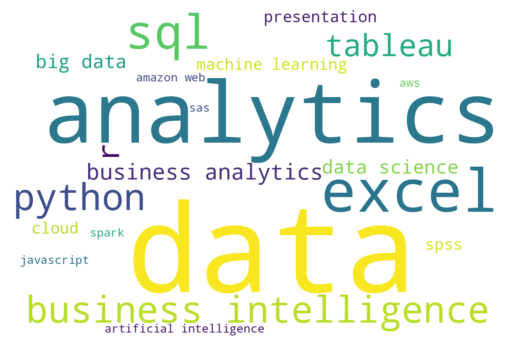 presentation
sql
tableau
big data
machine learning
amazon web
aws
analytics
sas
r
business analytics
data science
python
excel
data
cloud
spark
spss
javascript
business intelligence
artificial intelligence